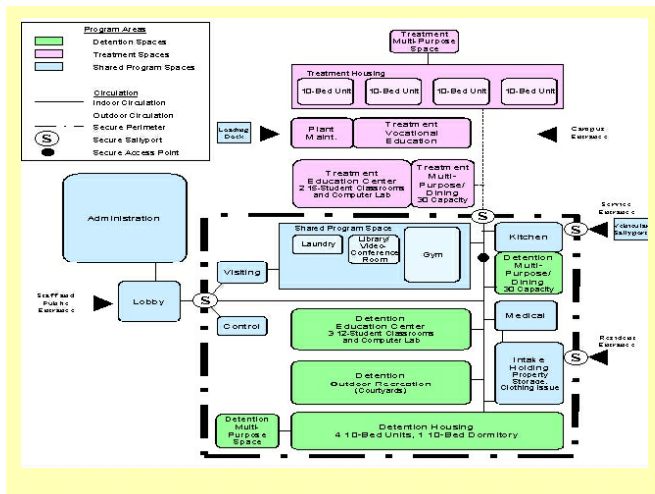 Program Areas
Detention Spaces
Treatment Spaces
Shared Program Spaces
Circulation
Indoor Circulation
Outdoor Circulation
Secure Perimeter
S
Secure Sallyport
Secure Access Point
Treatment
Multi-Purpose
Space
Treatment Housing
10-Bed Unit
10-Bed Unit
10-Bed Unit
10-Bed Unit
Loading
Dock
Plant
Maint.
Treatment
Vocational
Education
Campus
Entrance
Treatment
Education Center
2 16-Student Classrooms
and Computer Lab
Treatment
Multi-
Purpose/
Dining
30 Capacity
Service
Entrance
Administration
S
Shared Program Space
Laundry
Library/
Video-
Conference
Room
Gym
Kitchen
S
Vehicular
Sallyport
Visiting
Detention
Multi-
Purpose/
Dining
30 Capacity
Staff and
Public
Entrance
Lobby
S
Control
Detention
Education Center
3 12-Student Classrooms
and Computer Lab
Medical
Detention
Outdoor Recreation
(Courtyards)
Intake
Holding
Property
Storage,
Clothing Issue
S
Resident
Entrance
Detention
Multi-
Purpose
Space
Detention Housing
4 10-Bed Units, 1 10-Bed Dormitory